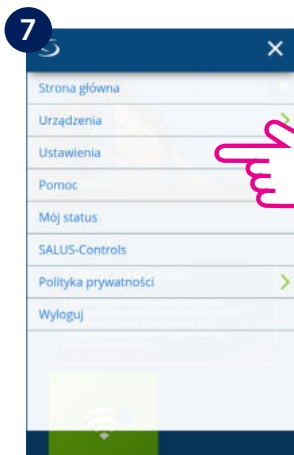 7
Strona główna
Urządzenia
Ustawienia
Pomoc
Mój status
SALUS-Controls
Polityka prywatności
Wyloguj